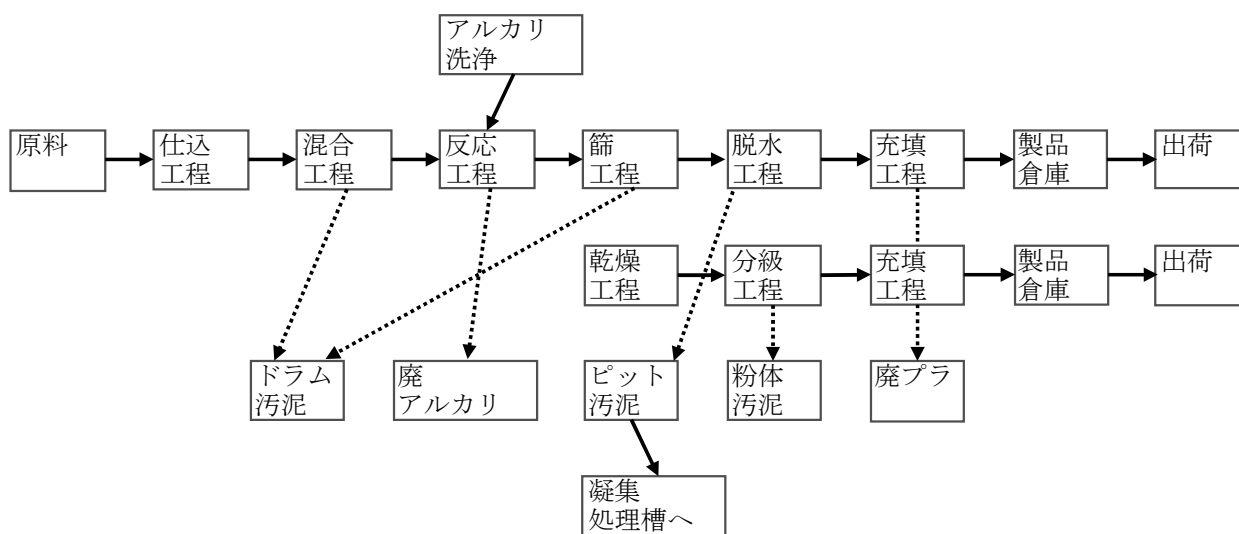 アルカリ
洗浄
原料
仕込
工程
混合
工程
反応
工程
篩
工程
脱水
工程
充填
工程
製品
倉庫
出荷
乾燥
工程
分級
工程
充填
工程
製品
倉庫
出荷
ドラム
汚泥
廃
アルカリ
ピット
汚泥
粉体
汚泥
廃プラ
凝集
処理槽へ